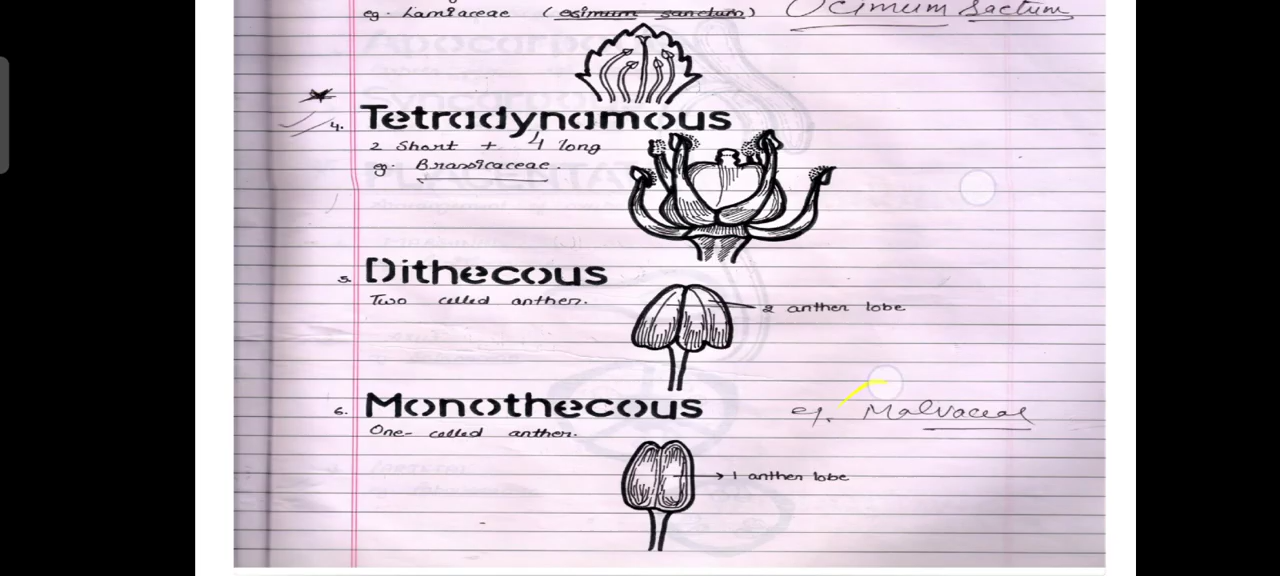 eg. Lamiaceae (osimum sanctum) Ocimum Sactum
4. Tetradynamous
2 Short + 4 long
eg. Brassicaceae.
5. Dithecous
Two celled anther.
2 anther lobe
6. Monothecous
eg. Malvaceae
One-celled anther.
1 anther lobe